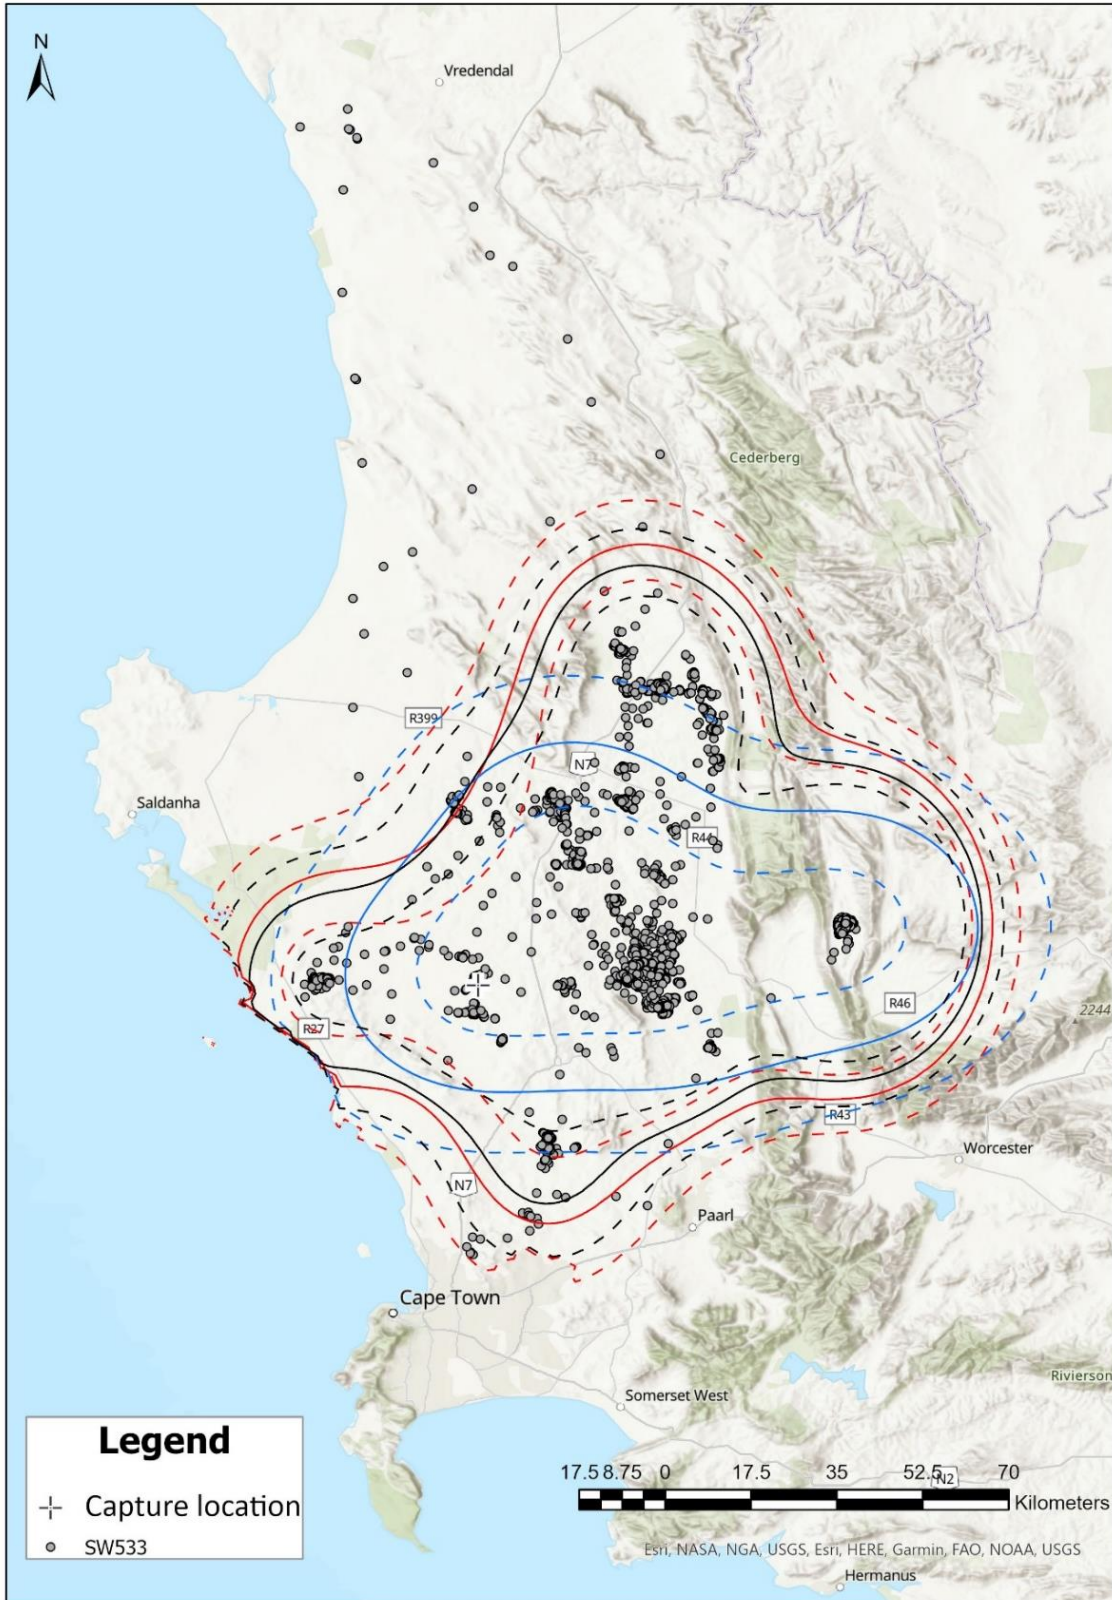 N
Vredendal
Cederberg
R399
N7
Saldanha
R44
R46
R27
2244
R43
Worcester
N7
Paarl
Cape Town
Rivierson
Somerset West
Legend
Capture location
SW533
17.5 8.75 0 17.5 35 52.5 70
N2
Kilometers
Esri, NASA, NGA, USGS, Esri, HERE, Garmin, FAO, NOAA, USGS
Hermanus